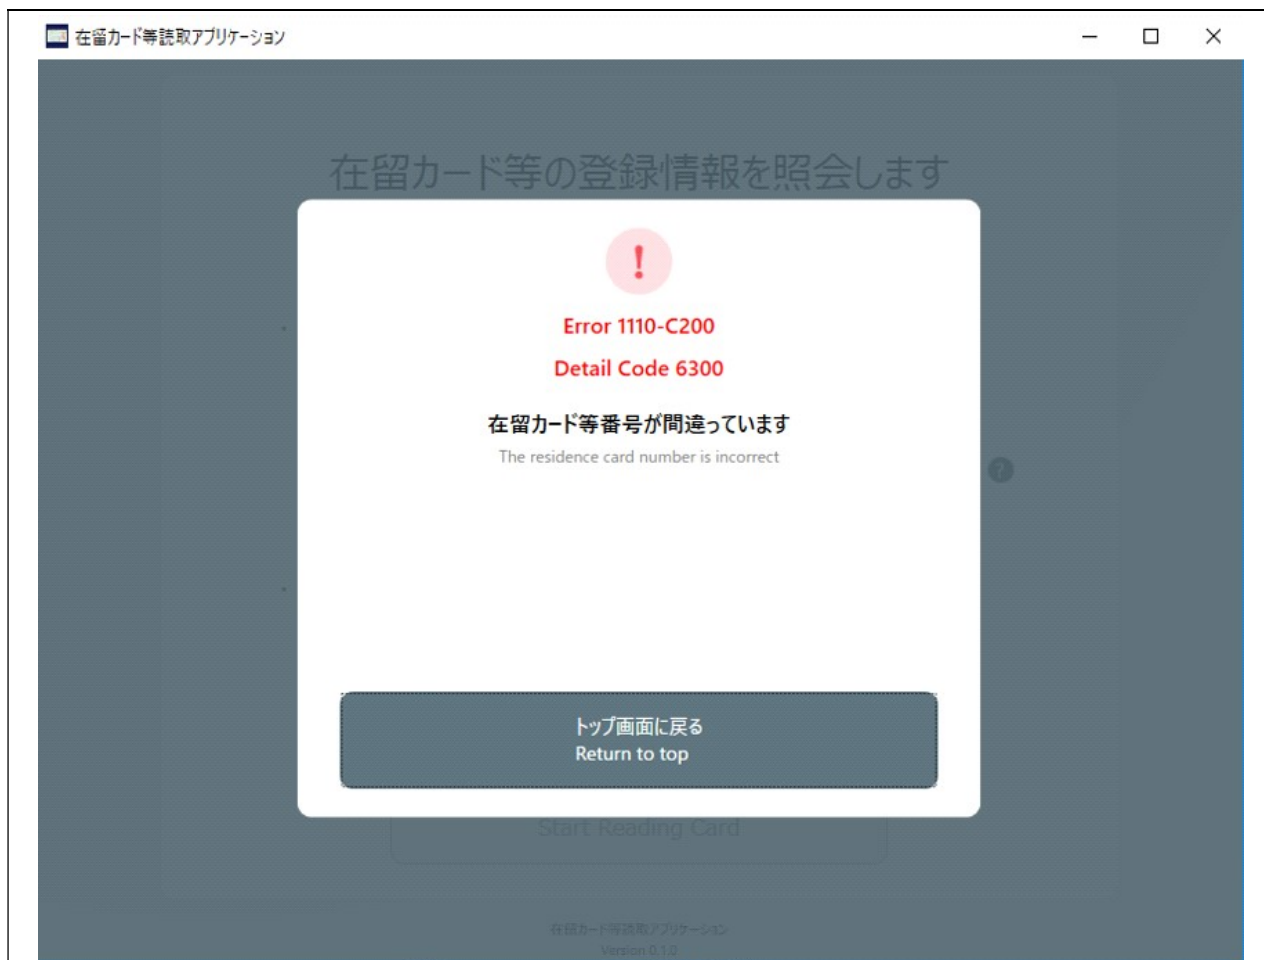 在留カード等読取アプリケーション
在留カード等の登録情報を照会します
!
Error 1110-C200
Detail Code 6300
在留カード等番号が間違っています
The residence card number is incorrect
?
トップ画面に戻る
Return to top
Start Reading Card
在留カード等読取アプリケーション
Version 0.1.0